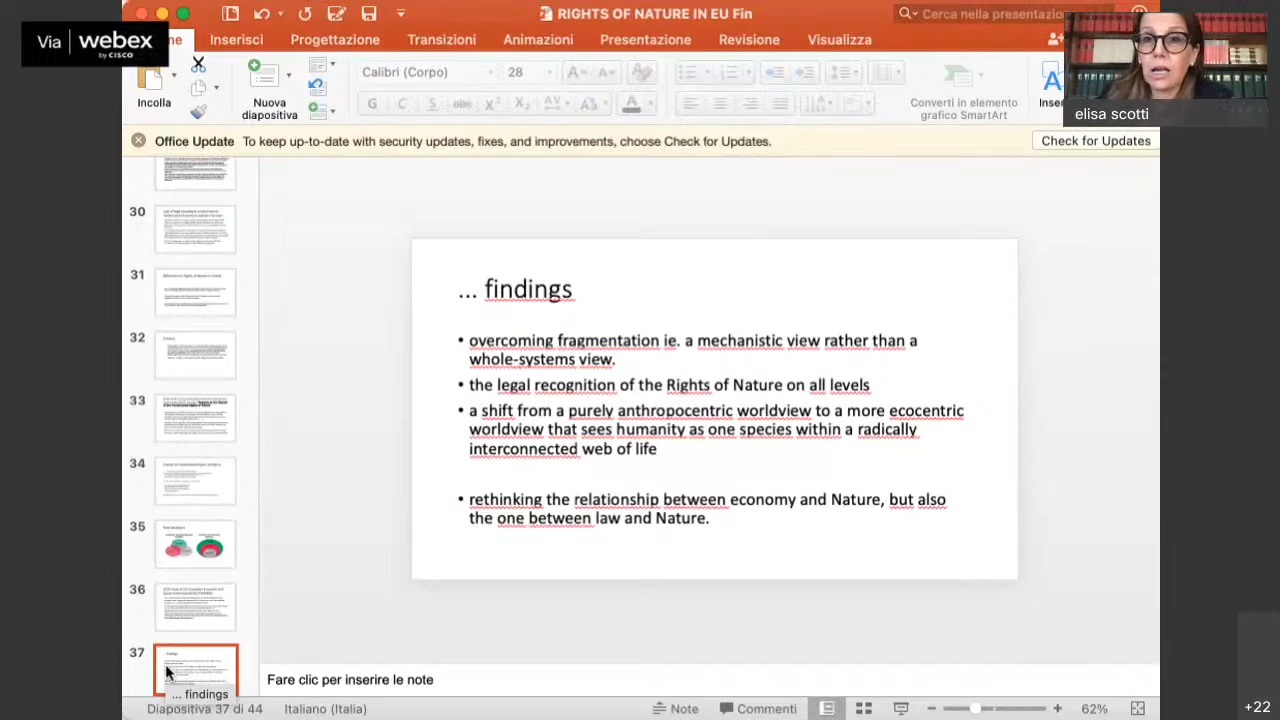 Via webex
by CISCO
RIGHTS OF NATURE IN EU Fin
Cerca nella presentazione
me
Inserisci
Progettazione
Transizioni
Animazioni
Presentazione
Revisione
Visualizza
Calibri (Corpo)
28
Incolla
Nuova
diapositiva
G
C
abc
X
Converti in elemento
grafico SmartArt
Inser
elisa scotti
Office Update To keep up-to-date with security updates, fixes, and improvements, choose Check for Updates.
Check for Updates
30
31
32
33
34
35
36
37
... findings
• overcoming fragmentation ie. a mechanistic view rather than a
whole-systems view.
• the legal recognition of the Rights of Nature on all levels
• a shift from a purely anthropocentric worldview to a more ecocentric
worldview that sees humanity as one species within a radically
interconnected web of life
• rethinking the relationship between economy and Nature, but also
the one between law and Nature.
... findings
Fare clic per inserire le note
Diapositiva 37 di 44
Italiano (Italia)
Note
Commenti
62%
+22